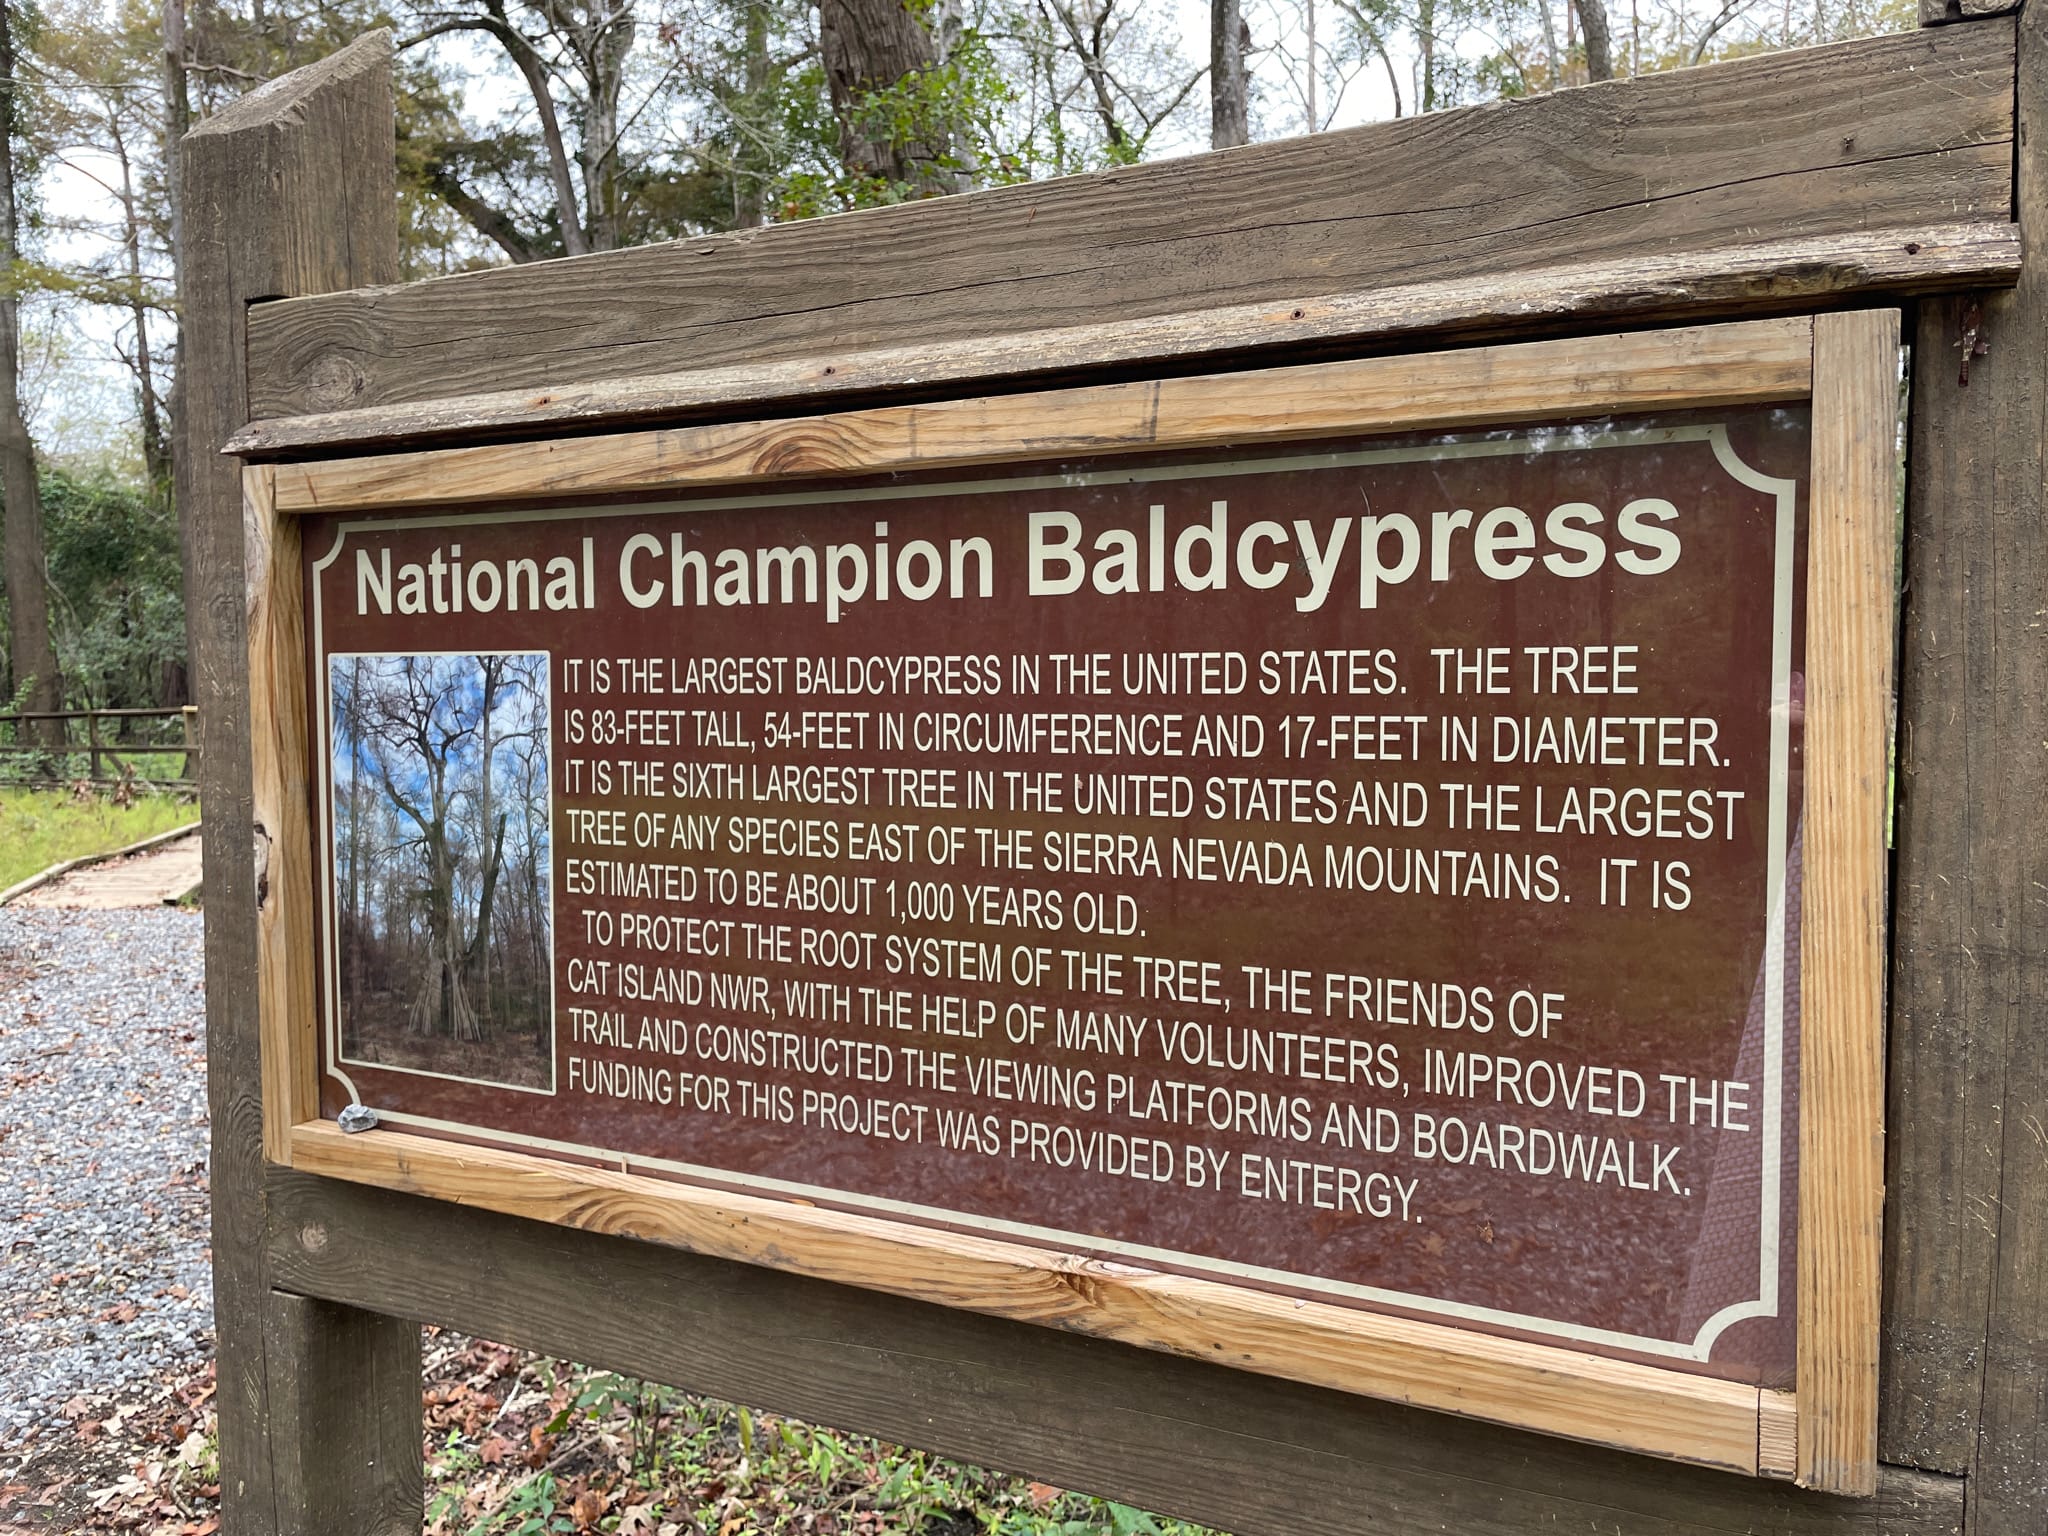 National Champion Baldcypress
IT IS THE LARGEST BALDCYPRESS IN THE UNITED STATES. THE TREE
IS 83-FEET TALL, 54-FEET IN CIRCUMFERENCE AND 17-FEET IN DIAMETER.
IT IS THE SIXTH LARGEST TREE IN THE UNITED STATES AND THE LARGEST
TREE OF ANY SPECIES EAST OF THE SIERRA NEVADA MOUNTAINS. IT IS
ESTIMATED TO BE ABOUT 1,000 YEARS OLD.
TO PROTECT THE ROOT SYSTEM OF THE TREE, THE FRIENDS OF
CAT ISLAND NWR, WITH THE HELP OF MANY VOLUNTEERS, IMPROVED THE
TRAIL AND CONSTRUCTED THE VIEWING PLATFORMS AND BOARDWALK.
FUNDING FOR THIS PROJECT WAS PROVIDED BY ENTERGY.